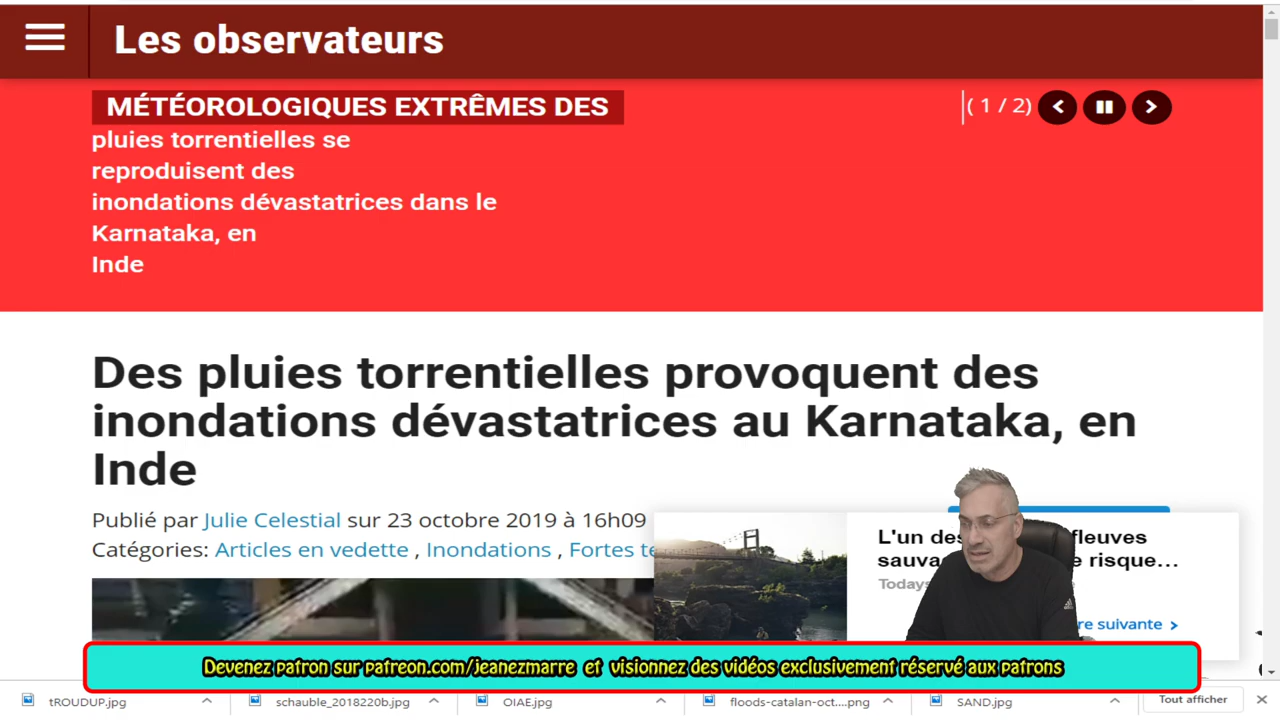 Les observateurs
MÉTÉOROLOGIQUES EXTRÊMES DES
( 1 / 2)
pluies torrentielles se
reproduisent des
inondations dévastatrices dans le
Karnataka, en
Inde
Des pluies torrentielles provoquent des
inondations dévastatrices au Karnataka, en
Inde
Publié par Julie Celestial sur 23 octobre 2019 à 16h09
Catégories: Articles en vedette , Inondations , Fortes
L'un des fleuves
risque…
suivante
Devenez patron sur patreon.com/jeanezmarre et visionnez des vidéos exclusivement réservé aux patrons
tROUDUP.jpg
schauble_2018220b.jpg
OIAE.jpg
floods-catalan-oct....png
SAND.jpg
Tout afficher